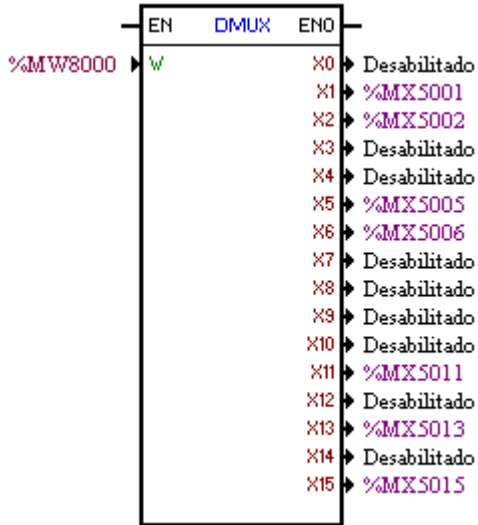 EN DMUX ENO
%MW8000 W X0 Desabilitado
X1 %MX5001
X2 %MX5002
X3 Desabilitado
X4 Desabilitado
X5 %MX5005
X6 %MX5006
X7 Desabilitado
X8 Desabilitado
X9 Desabilitado
X10 Desabilitado
X11 %MX5011
X12 Desabilitado
X13 %MX5013
X14 Desabilitado
X15 %MX5015